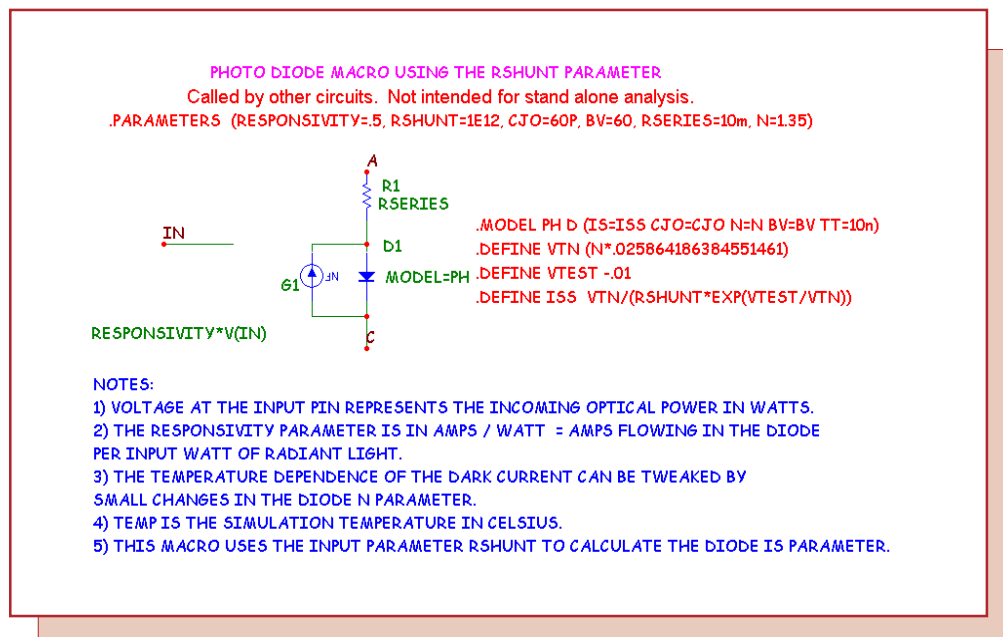 PHOTO DIODE MACRO USING THE RSHUNT PARAMETER
Called by other circuits.  Not intended for stand alone analysis.
.PARAMETERS  (RESPONSIVITY=.5, RSHUNT=1E12, CJO=60P, BV=60, RSERIES=10m, N=1.35)
A
R1
RSERIES
IN
D1
G1
NF
MODEL=PH
.MODEL PH D (IS=ISS CJO=CJO N=N BV=BV TT=10n)
.DEFINE VTN (N*.025864186384551461)
.DEFINE VTEST -.01
.DEFINE ISS  VTN/(RSHUNT*EXP(VTEST/VTN))
RESPONSIVITY*V(IN)
C
NOTES:
1) VOLTAGE AT THE INPUT PIN REPRESENTS THE INCOMING OPTICAL POWER IN WATTS.
2) THE RESPONSIVITY PARAMETER IS IN AMPS / WATT  = AMPS FLOWING IN THE DIODE
PER INPUT WATT OF RADIANT LIGHT.
3) THE TEMPERATURE DEPENDENCE OF THE DARK CURRENT CAN BE TWEAKED BY
SMALL CHANGES IN THE DIODE N PARAMETER.
4) TEMP IS THE SIMULATION TEMPERATURE IN CELSIUS.
5) THIS MACRO USES THE INPUT PARAMETER RSHUNT TO CALCULATE THE DIODE IS PARAMETER.